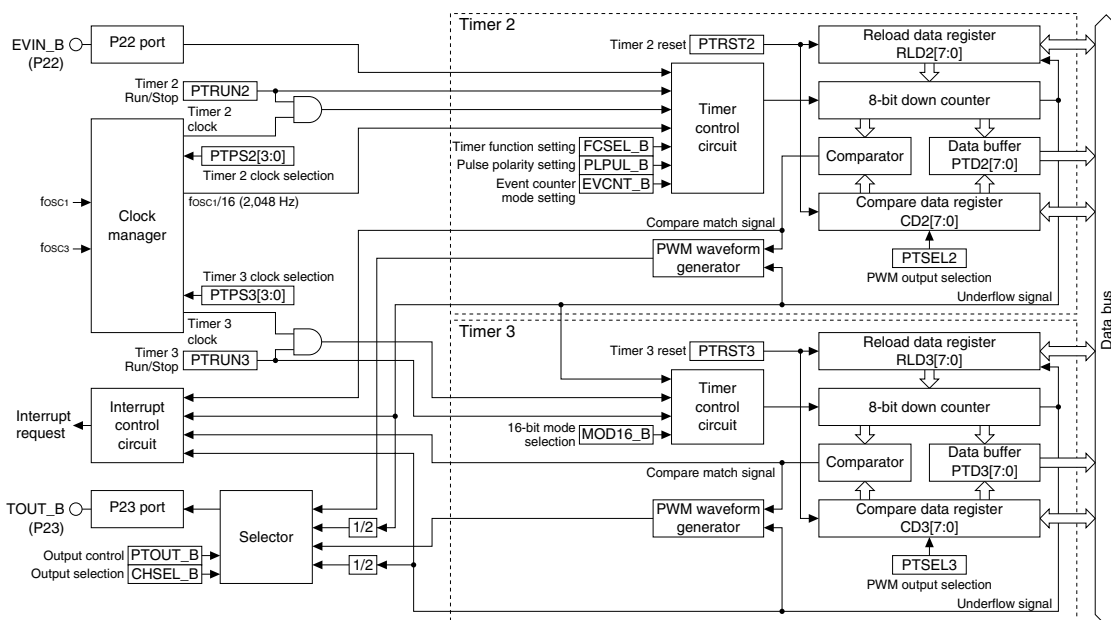 Timer 2
EVIN_B
(P22)
P22 port
Timer 2 reset
PTRST2
Reload data register
RLD2[7:0]
Timer 2
Run/Stop
PTRUN2
Timer 2
clock
Timer
control
circuit
8-bit down counter
PTPS2[3:0]
Timer 2 clock selection
Timer function setting
FCSEL_B
Pulse polarity setting
PLPUL_B
Event counter
mode setting
EVCNT_B
Comparator
Data buffer
PTD2[7:0]
fOSC1
fOSC3
Clock
manager
fOSC1/16 (2,048 Hz)
Compare match signal
Compare data register
CD2[7:0]
PWM waveform
generator
PTSEL2
PWM output selection
Timer 3 clock selection
PTPS3[3:0]
Underflow signal
Data bus
Timer 3
clock
Timer 3
Timer 3
Run/Stop
PTRUN3
Timer 3 reset
PTRST3
Reload data register
RLD3[7:0]
Interrupt
request
Interrupt
control
circuit
Timer
control
circuit
8-bit down counter
16-bit mode
selection
MOD16_B
Compare match signal
Comparator
Data buffer
PTD3[7:0]
TOUT_B
(P23)
P23 port
Selector
1/2
1/2
PWM waveform
generator
Compare data register
CD3[7:0]
Output control
PTOUT_B
Output selection
CHSEL_B
PTSEL3
PWM output selection
Underflow signal